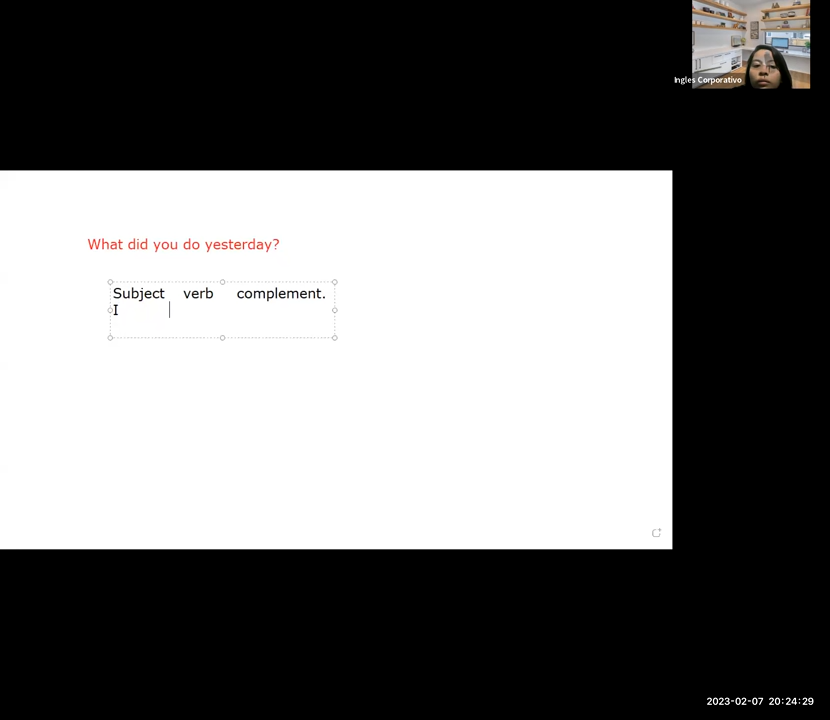 Ingles Corporativo
What did you do yesterday?
Subject verb complement.
I
2023-02-07 20:24:29